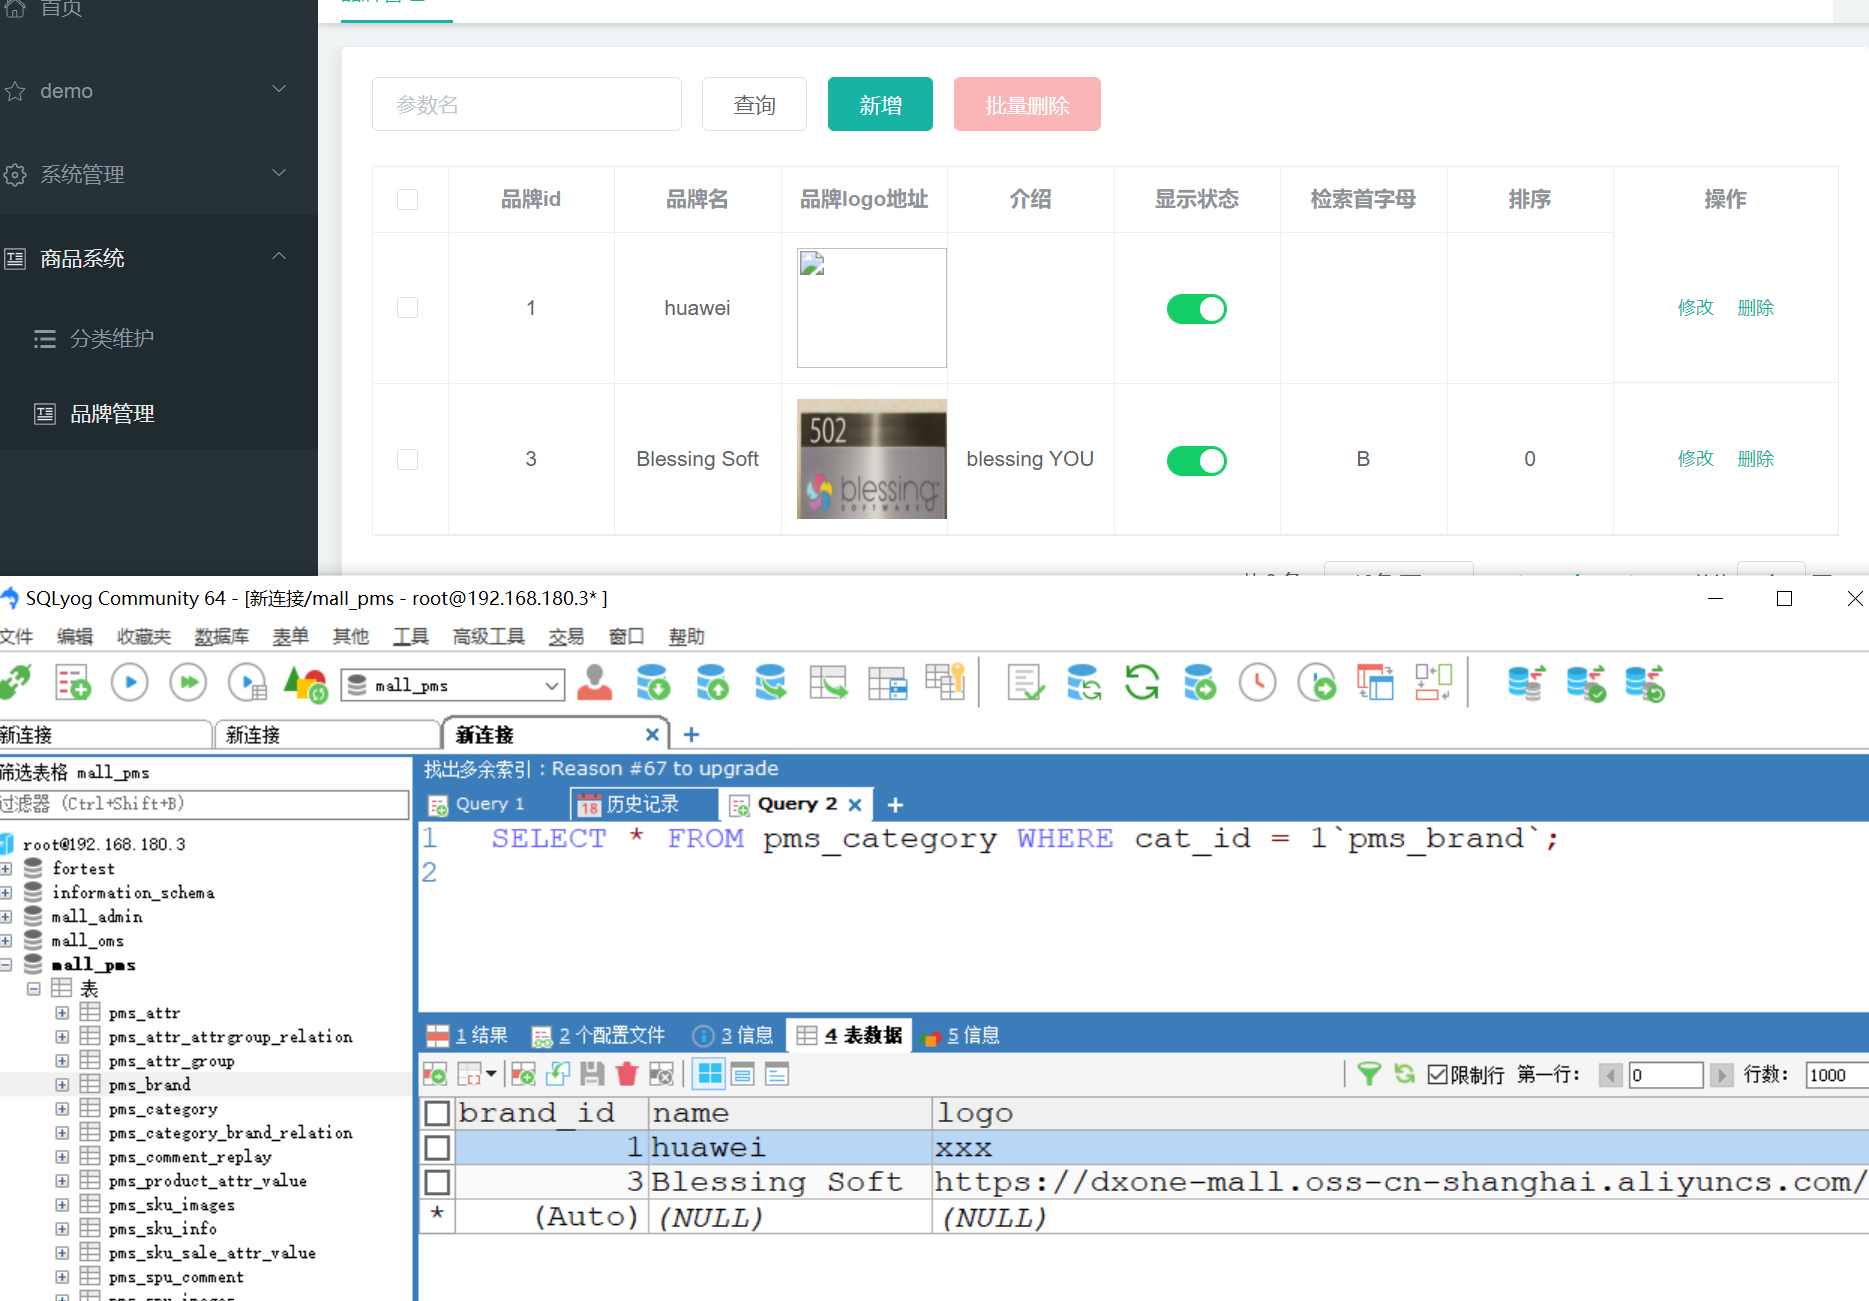 首页
demo
系统管理
商品系统
分类维护
品牌管理
参数名 查询 新增 批量删除
品牌id 品牌名 品牌logo地址 介绍 显示状态 检索首字母 排序 操作
1 huawei 修改 删除
3 Blessing Soft 502 blessing SOFTWARE blessing YOU B 0 修改 删除
SQLyog Community 64 - [新连接/mall_pms - root@192.168.180.3* ]
文件 编辑 收藏夹 数据库 表单 其他 工具 高级工具 交易 窗口 帮助
mall_pms
新连接 新连接 新连接
筛选表格 mall_pms
过滤器 (Ctrl+Shift+B)
root@192.168.180.3
fortest
information_schema
mall_admin
mall_oms
mall_pms
表
pms_attr
pms_attr_attrgroup_relation
pms_attr_group
pms_brand
pms_category
pms_category_brand_relation
pms_comment_replay
pms_product_attr_value
pms_sku_images
pms_sku_info
pms_sku_sale_attr_value
pms_spu_comment
找出多余索引 : Reason #67 to upgrade
Query 1 18 历史记录 Query 2
1 SELECT * FROM pms_category WHERE cat_id = 1`pms_brand`;
2
1 结果 2 个配置文件 3 信息 4 表数据 5 信息
限制行 第一行: 0 行数: 1000
brand_id name logo
1 huawei xxx
3 Blessing Soft https://dxone-mall.oss-cn-shanghai.aliyuncs.com/
* (Auto) (NULL) (NULL)